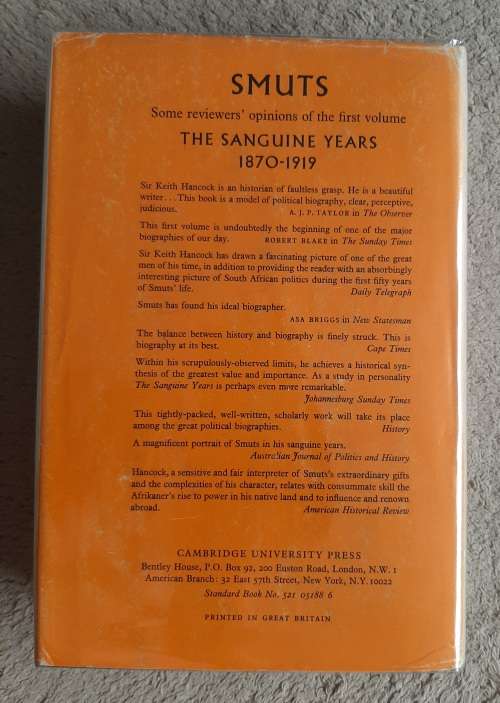 SMUTS
Some reviewers' opinions of the first volume
THE SANGUINE YEARS
1870-1919
Sir Keith Hancock is an historian of faultless grasp. He is a beautiful
writer... This book is a model of political biography, clear, perceptive,
judicious. A. J. P. TAYLOR in The Observer
This first volume is undoubtedly the beginning of one of the major
biographies of our day. ROBERT BLAKE in The Sunday Times
Sir Keith Hancock has drawn a fascinating picture of one of the great
men of his time, in addition to providing the reader with an absorbingly
interesting picture of South African politics during the first fifty years
of Smuts' life. Daily Telegraph
Smuts has found his ideal biographer.
ASA BRIGGS in New Statesman
The balance between history and biography is finely struck. This is
biography at its best. Cape Times
Within his scrupulously-observed limits, he achieves a historical syn-
thesis of the greatest value and importance. As a study in personality
The Sanguine Years is perhaps even more remarkable.
Johannesburg Sunday Times
This tightly-packed, well-written, scholarly work will take its place
among the great political biographies. History
A magnificent portrait of Smuts in his sanguine years.
Australian Journal of Politics and History
Hancock, a sensitive and fair interpreter of Smuts's extraordinary gifts
and the complexities of his character, relates with consummate skill the
Afrikaner's rise to power in his native land and to influence and renown
abroad. American Historical Review
CAMBRIDGE UNIVERSITY PRESS
Bentley House, P.O. Box 92, 200 Euston Road, London, N.W. 1
American Branch: 32 East 57th Street, New York, N.Y. 10022
Standard Book No. 521 05188 6
PRINTED IN GREAT BRITAIN